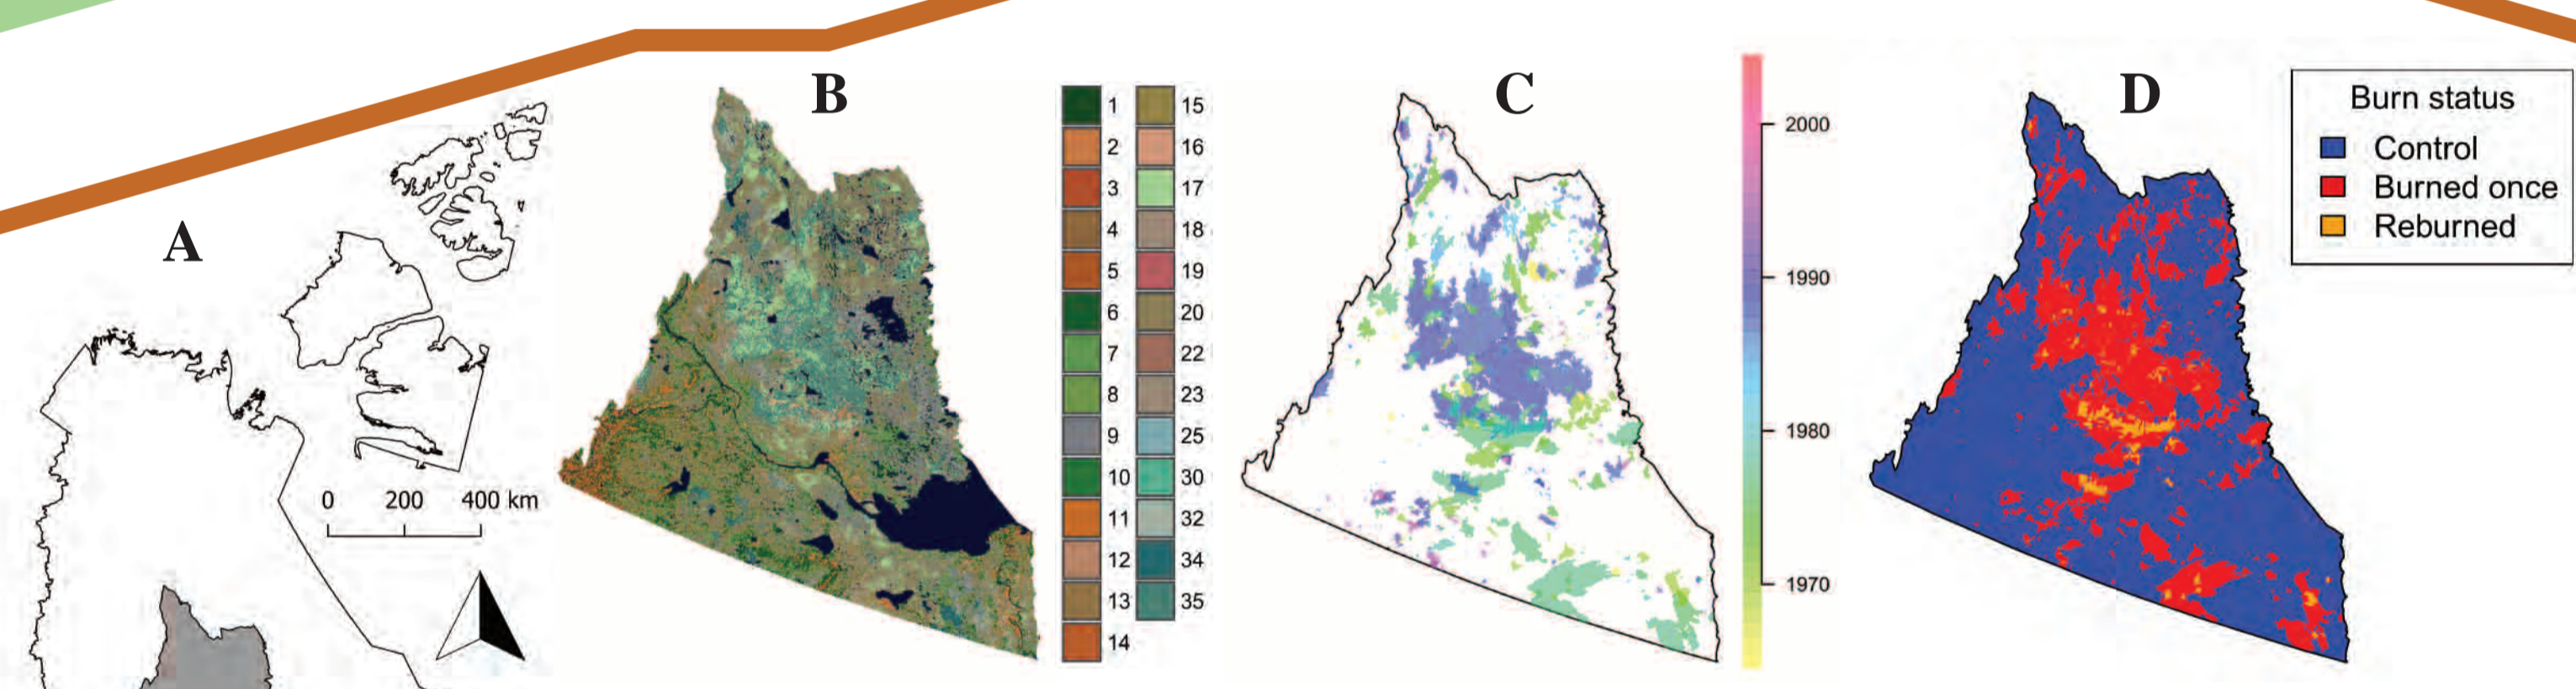 A
0 200 400 km
B
1 15
2 16
3 17
4 18
5 19
6 20
7 22
8 23
9 25
10 30
11 32
12 34
13 35
14
C
2000
1990
1980
1970
D
Burn status
Control
Burned once
Reburned